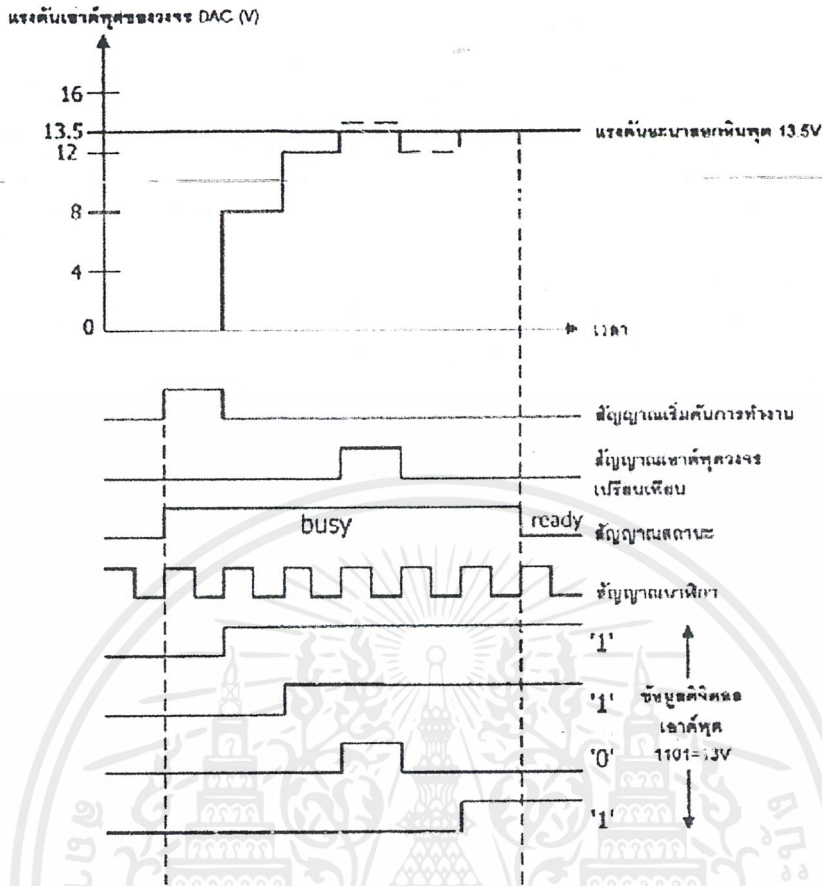 แรงดันเอาต์พุตของวงจร DAC (V)
16
13.5
แรงดันอะนาลอกอินพุต 13.5V
12
8
4
0
เวลา
สัญญาณเริ่มต้นการทำงาน
สัญญาณเอาต์พุตวงจร
เปรียบเทียบ
busy
ready
สัญญาณสถานะ
สัญญาณนาฬิกา
'1'
'1'
ข้อมูลดิจิตอล
เอาต์พุต
'0'
1101=13V
'1'